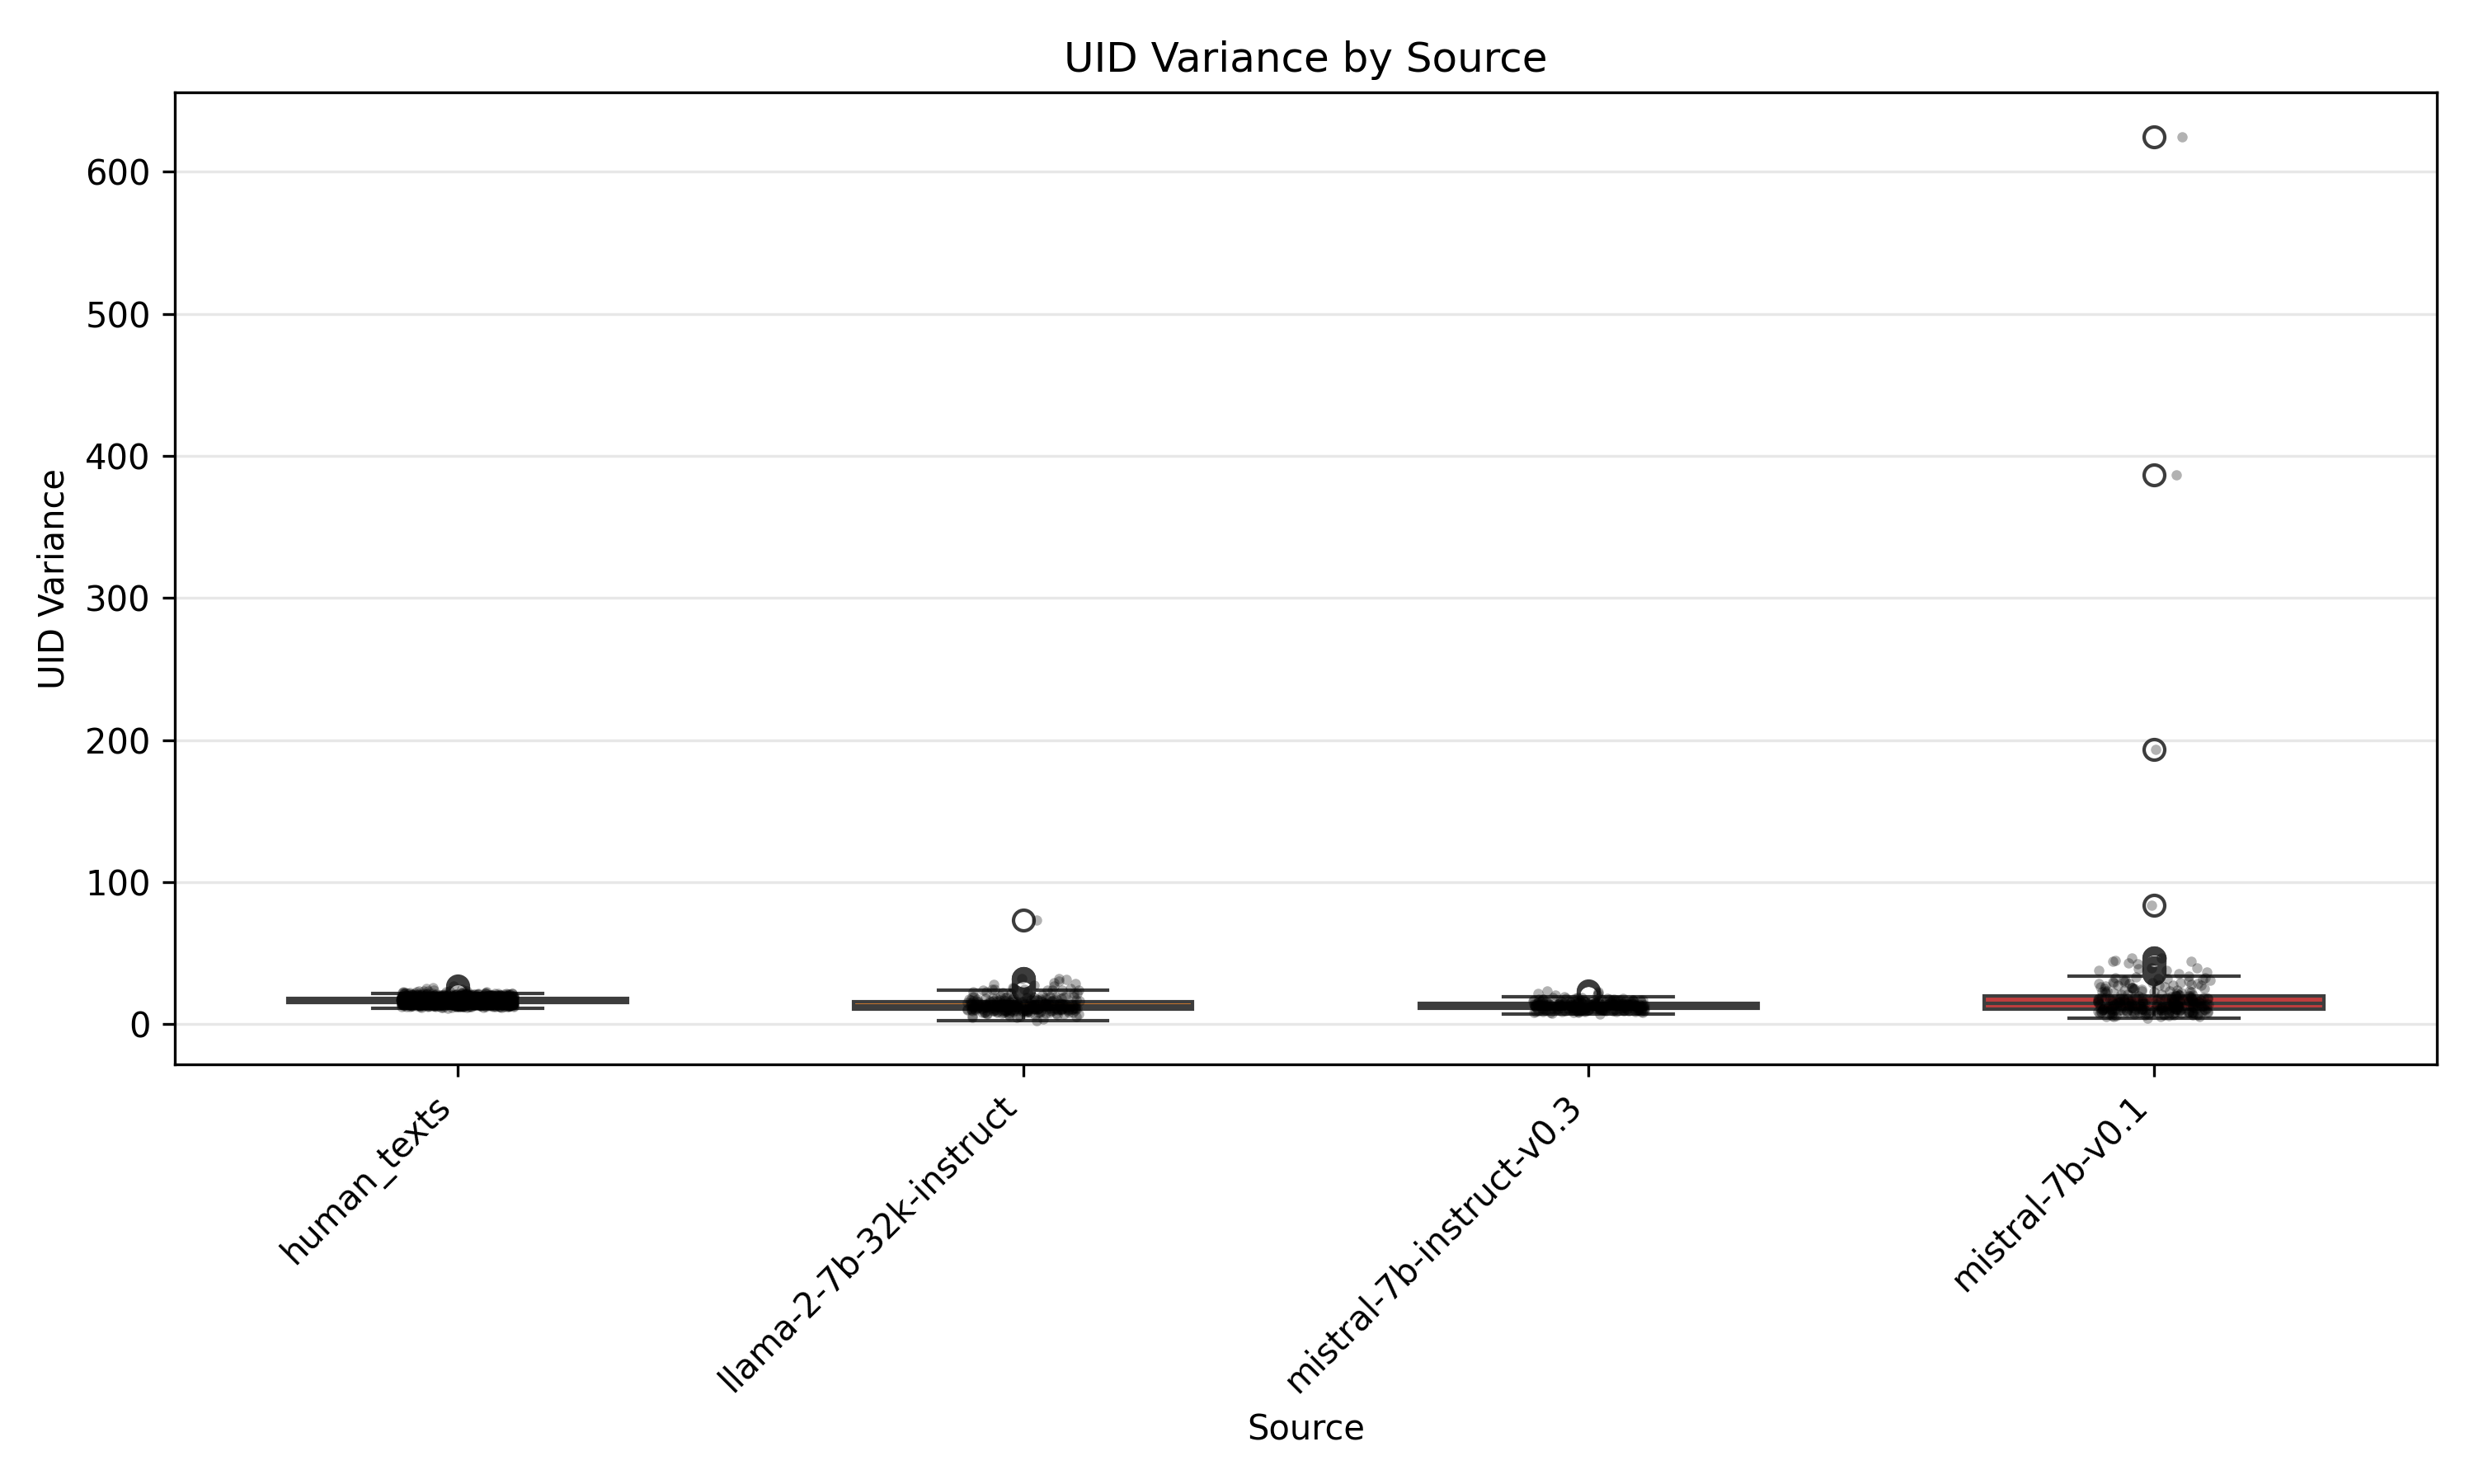 UID Variance by Source
UID Variance
600
500
400
300
200
100
0
human_texts
llama-2-7b-32k-instruct
mistral-7b-instruct-v0.3
mistral-7b-v0.1
Source